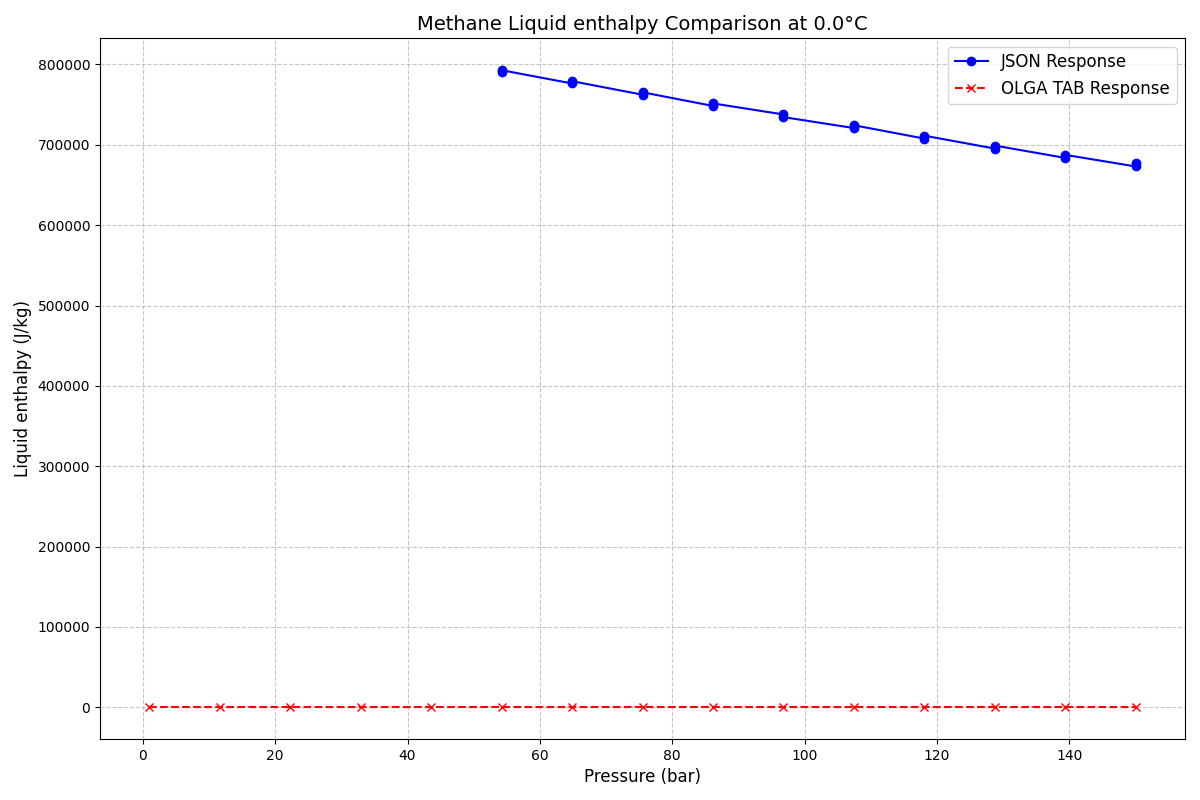 Methane Liquid enthalpy Comparison at 0.0°C
JSON Response
OLGA TAB Response
Liquid enthalpy (J/kg)
800000
700000
600000
500000
400000
300000
200000
100000
0
0 20 40 60 80 100 120 140
Pressure (bar)